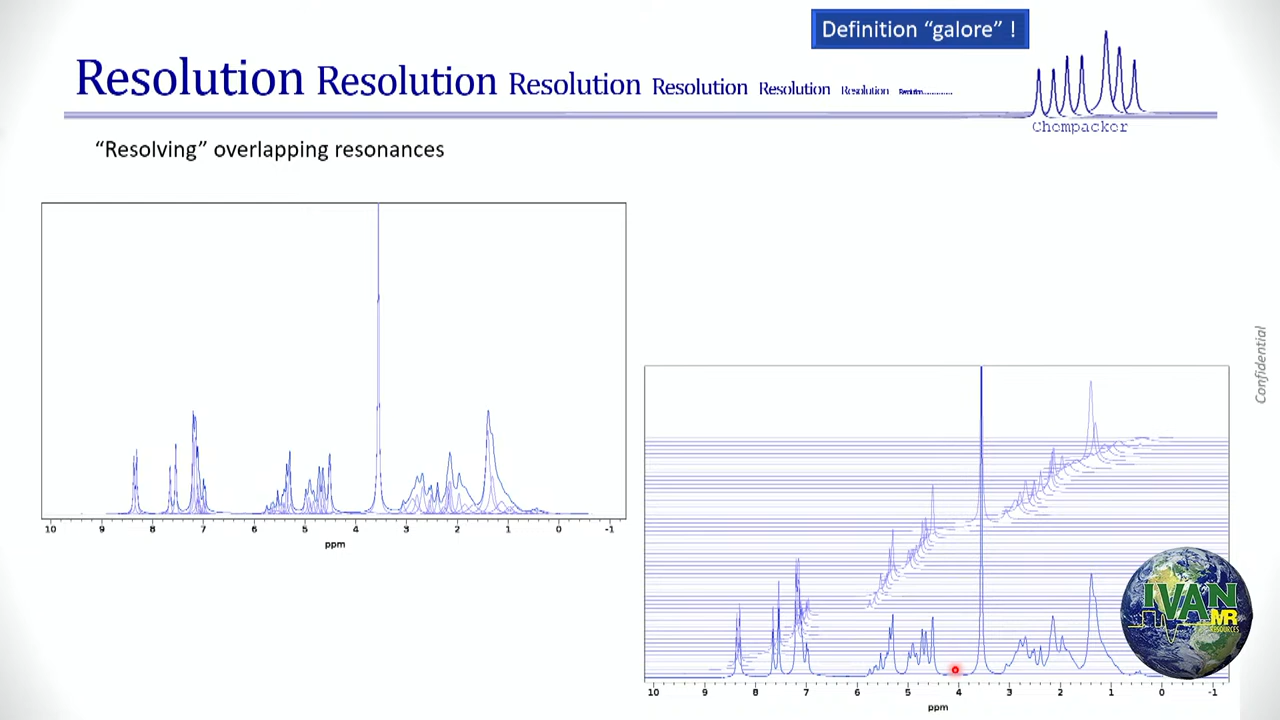 Definition “galore” !
Resolution Resolution Resolution Resolution Resolution Resolution Resolution............
Chempacker
“Resolving” overlapping resonances
10 9 8 7 6 5 4 3 2 1 0 -1
ppm
Confidential
IVAN
MR
RESOURCES
10 9 8 7 6 5 4 3 2 1 0 -1
ppm